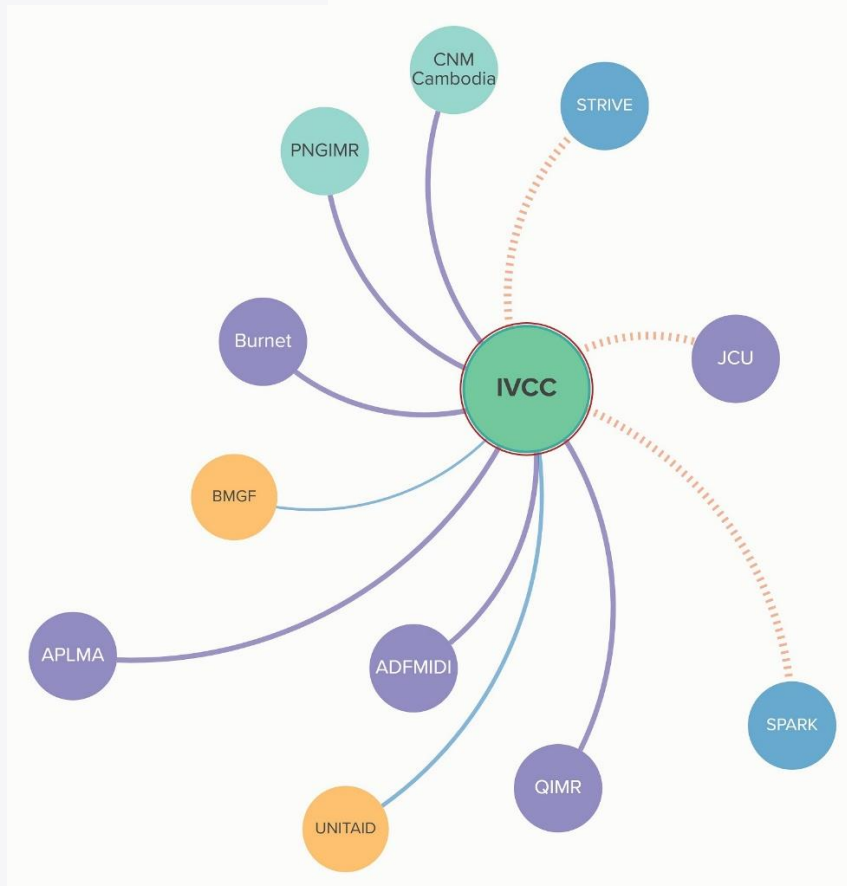 CNM
Cambodia
STRIVE
PNGIMR
Burnet
JCU
IVCC
BMGF
APLMA
ADFMIDI
SPARK
QIMR
UNITAID